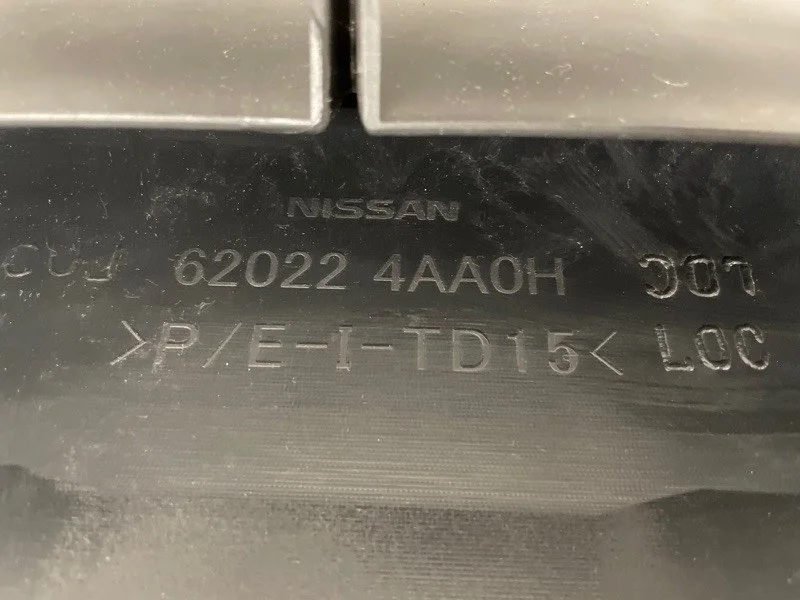 NISSAN
62022 4AA0H
>P/E-I-TD15< LOC